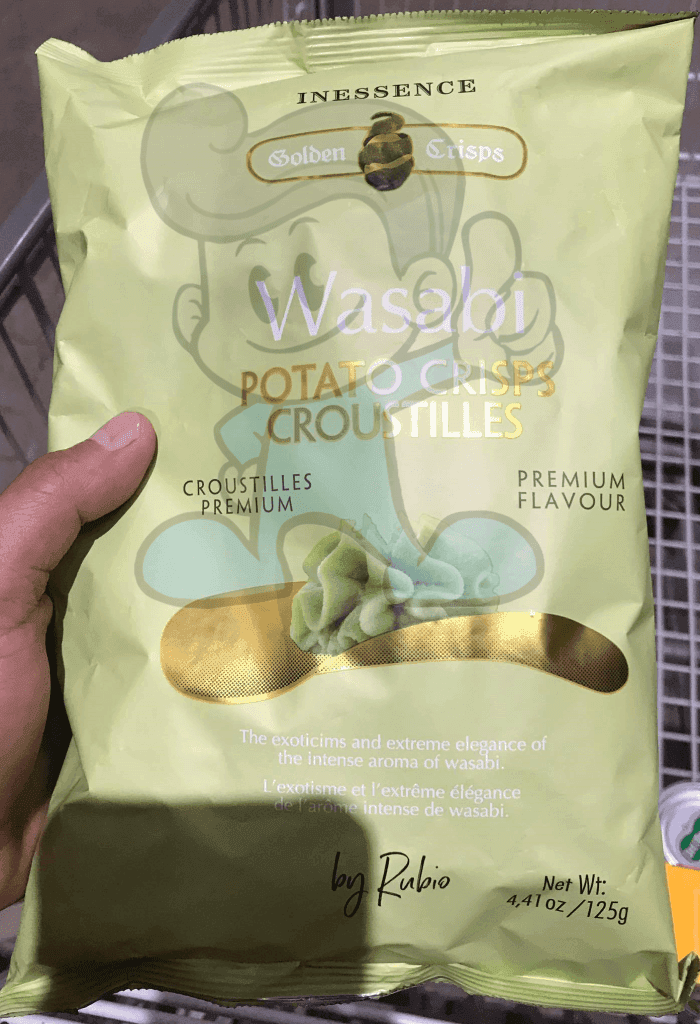 INESSENCE
Golden Crisps
Wasabi
POTATO CRISPS
CROUSTILLES
CROUSTILLES
PREMIUM
PREMIUM
FLAVOUR
The exoticims and extreme elegance of
the intense aroma of wasabi.
L'exotisme et l'extrême élégance
de l'arôme intense de wasabi.
by Rubio
Net Wt:
4,41 oz /125g